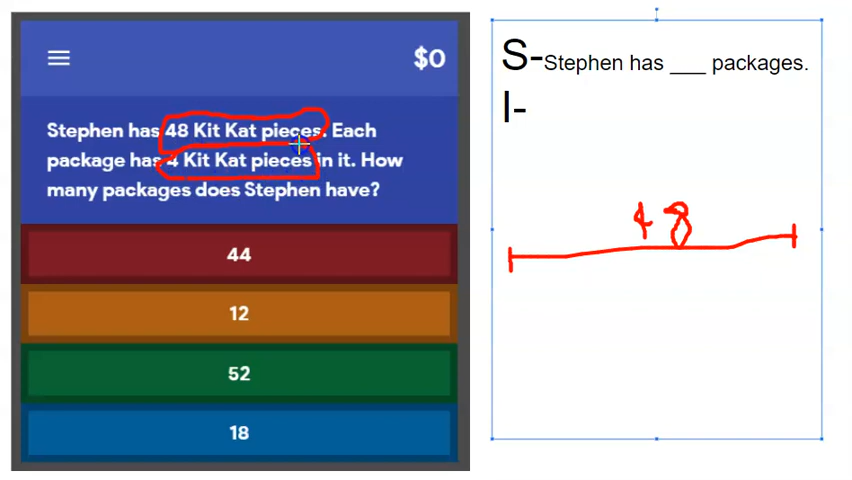 $0
Stephen has 48 Kit Kat pieces. Each
package has 4 Kit Kat pieces in it. How
many packages does Stephen have?
44
12
52
18
S-Stephen has ___ packages.
I-
48